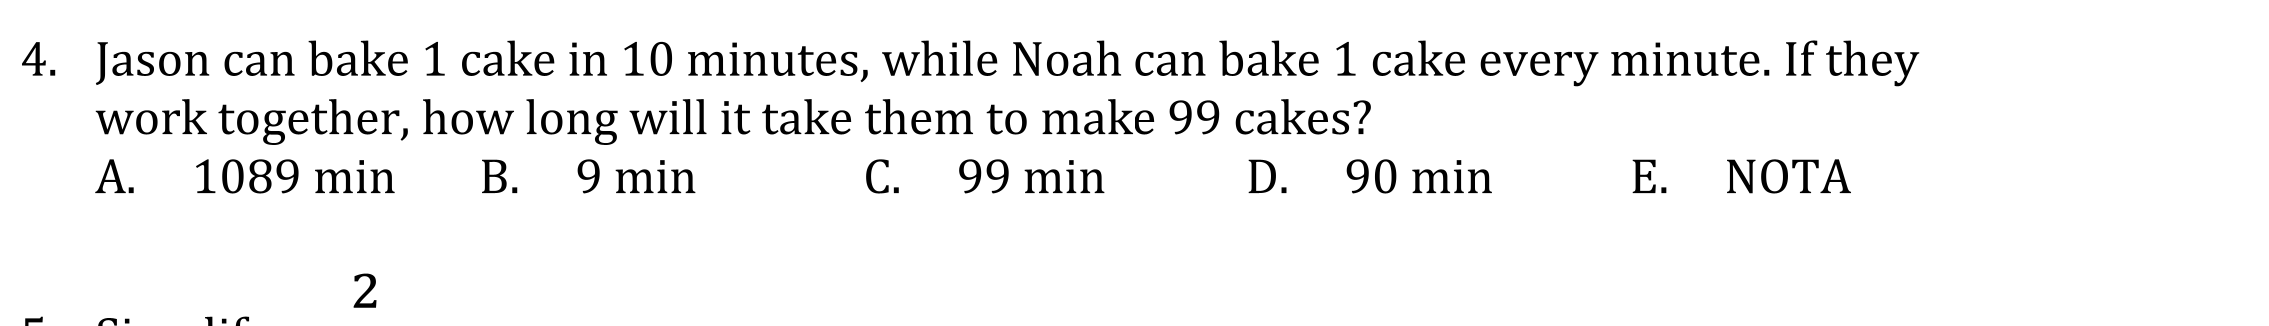 4. Jason can bake 1 cake in 10 minutes, while Noah can bake 1 cake every minute. If they
work together, how long will it take them to make 99 cakes?
A. 1089 min B. 9 min C. 99 min D. 90 min E. NOTA
2